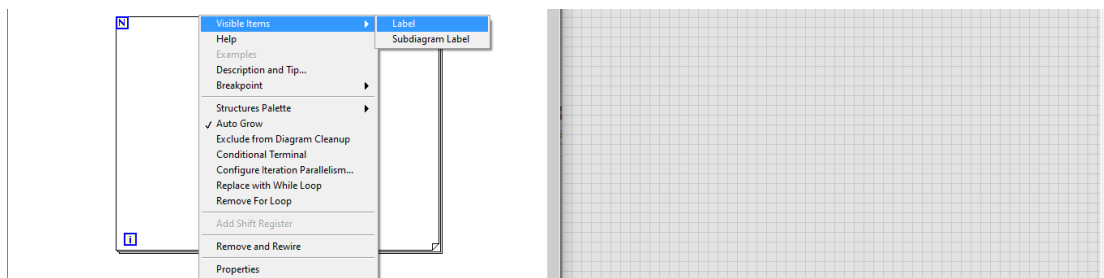 N
Visible Items
Label
Help
Subdiagram Label
Examples
Description and Tip...
Breakpoint
Structures Palette
Auto Grow
Exclude from Diagram Cleanup
Conditional Terminal
Configure Iteration Parallelism...
Replace with While Loop
Remove For Loop
Add Shift Register
i
Remove and Rewire
Properties